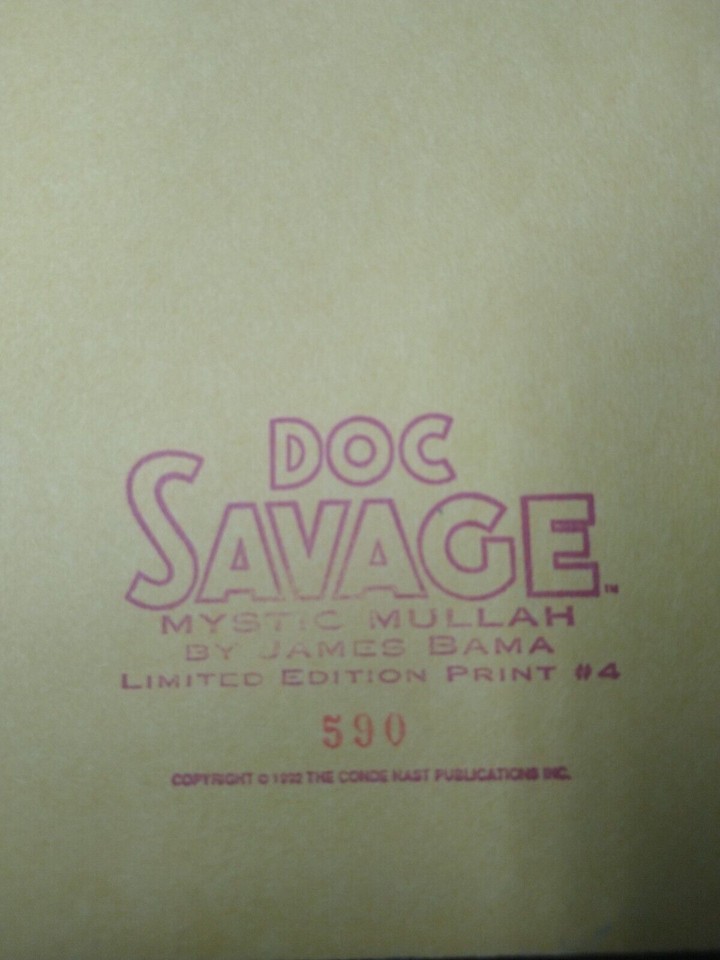 DOC
SAVAGE™
MYSTIC MULLAH
BY JAMES BAMA
LIMITED EDITION PRINT #4
590
COPYRIGHT © 1992 THE CONDE NAST PUBLICATIONS INC.